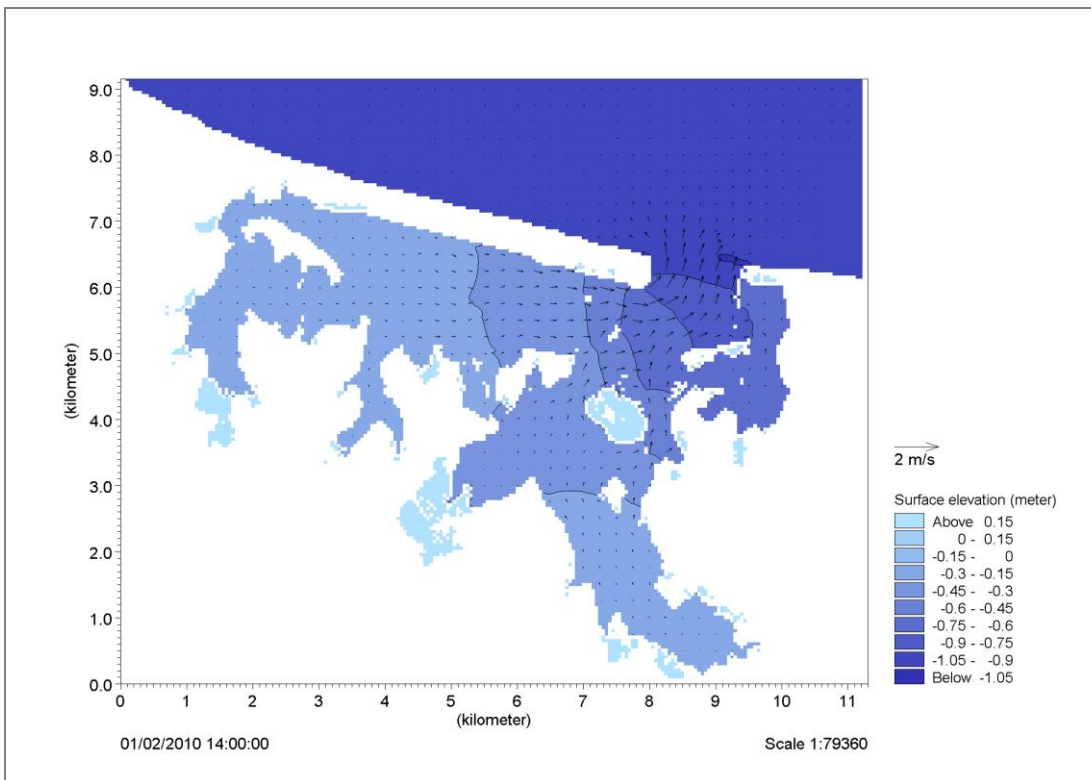 9.0
8.0
7.0
6.0
5.0
4.0
3.0
2.0
1.0
0.0
(kilometer)
0 1 2 3 4 5 6 7 8 9 10 11
(kilometer)
01/02/2010 14:00:00
Scale 1:79360
2 m/s
Surface elevation (meter)
Above 0.15
0 - 0.15
-0.15 - 0
-0.3 - -0.15
-0.45 - -0.3
-0.6 - -0.45
-0.75 - -0.6
-0.9 - -0.75
-1.05 - -0.9
Below -1.05